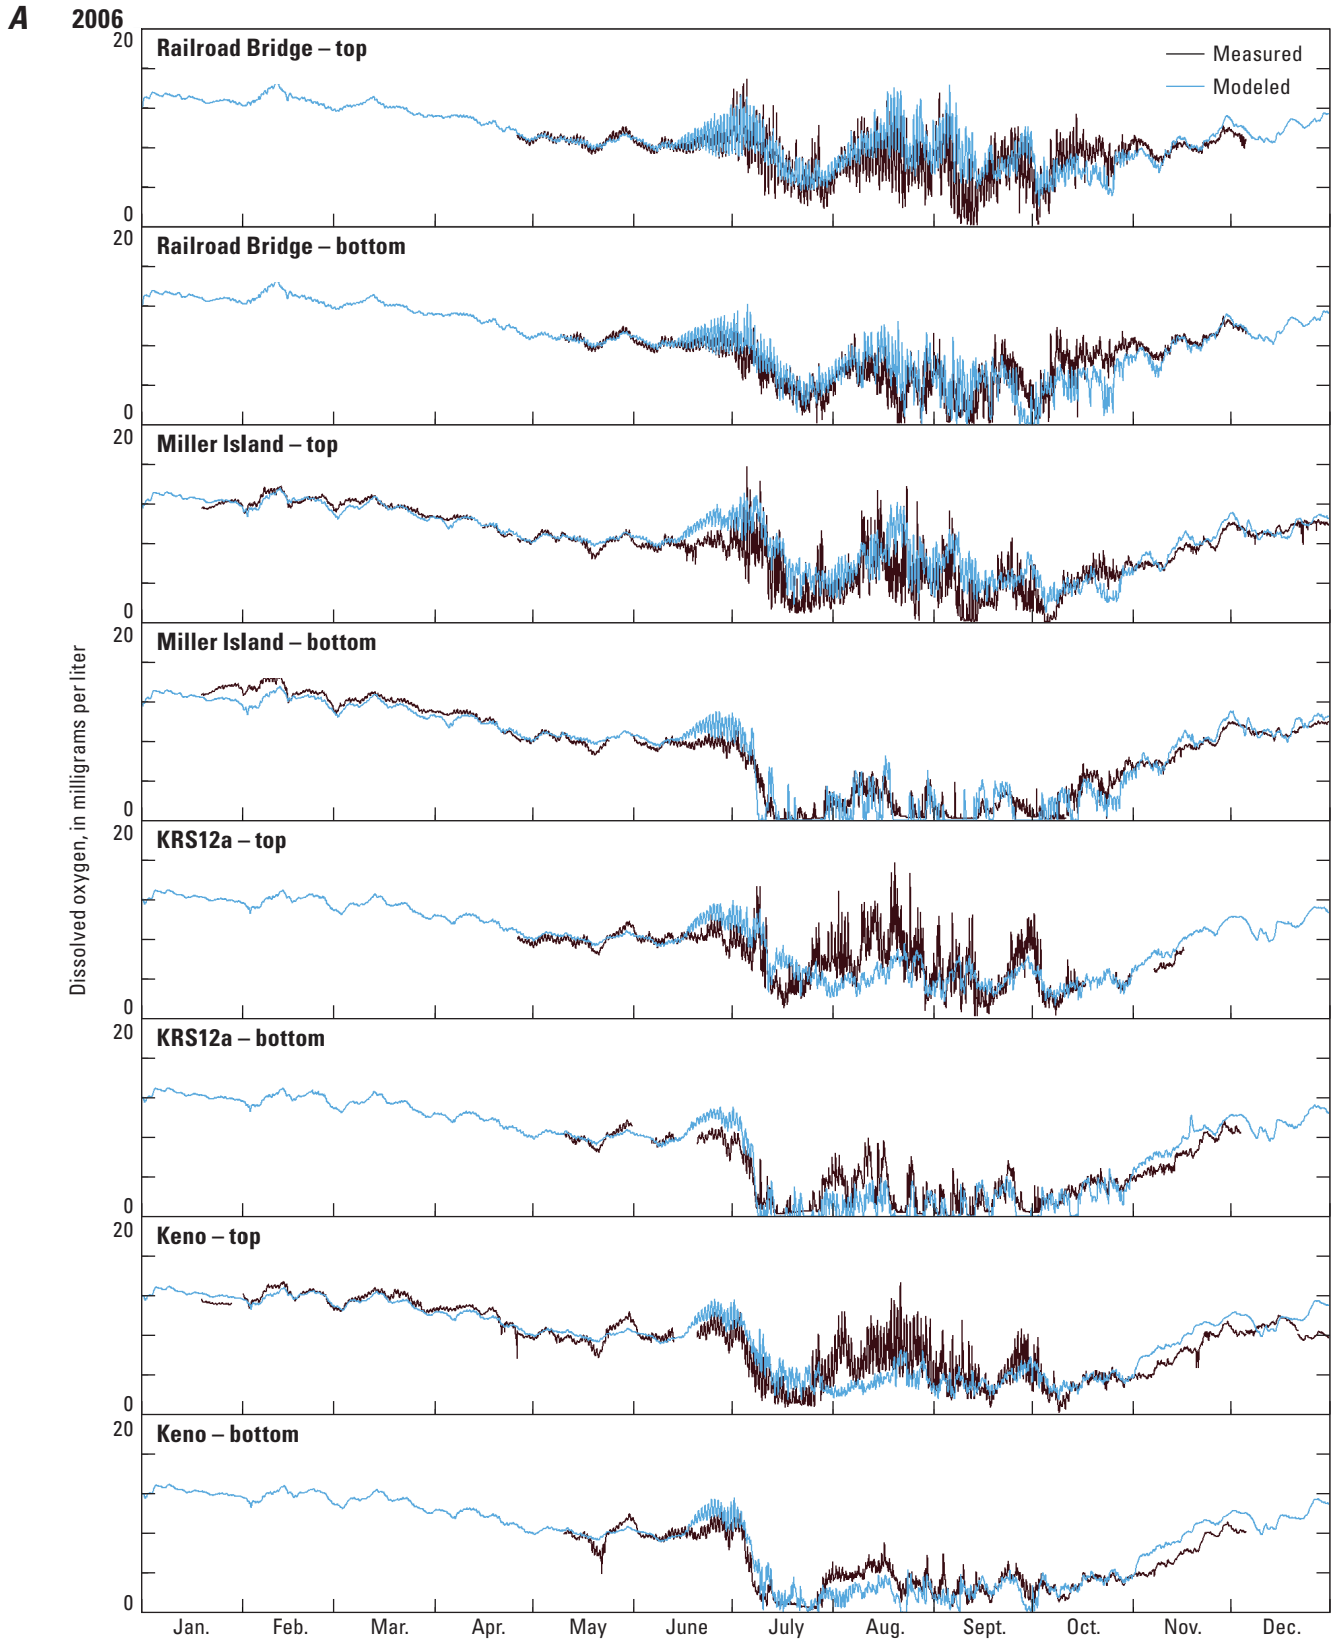 A 2006
20
Railroad Bridge – top
Measured
Modeled
0
20
Railroad Bridge – bottom
0
20
Miller Island – top
0
20
Miller Island – bottom
0
20
KRS12a – top
0
20
KRS12a – bottom
0
20
Keno – top
0
20
Keno – bottom
0
Dissolved oxygen, in milligrams per liter
Jan. Feb. Mar. Apr. May June July Aug. Sept. Oct. Nov. Dec.